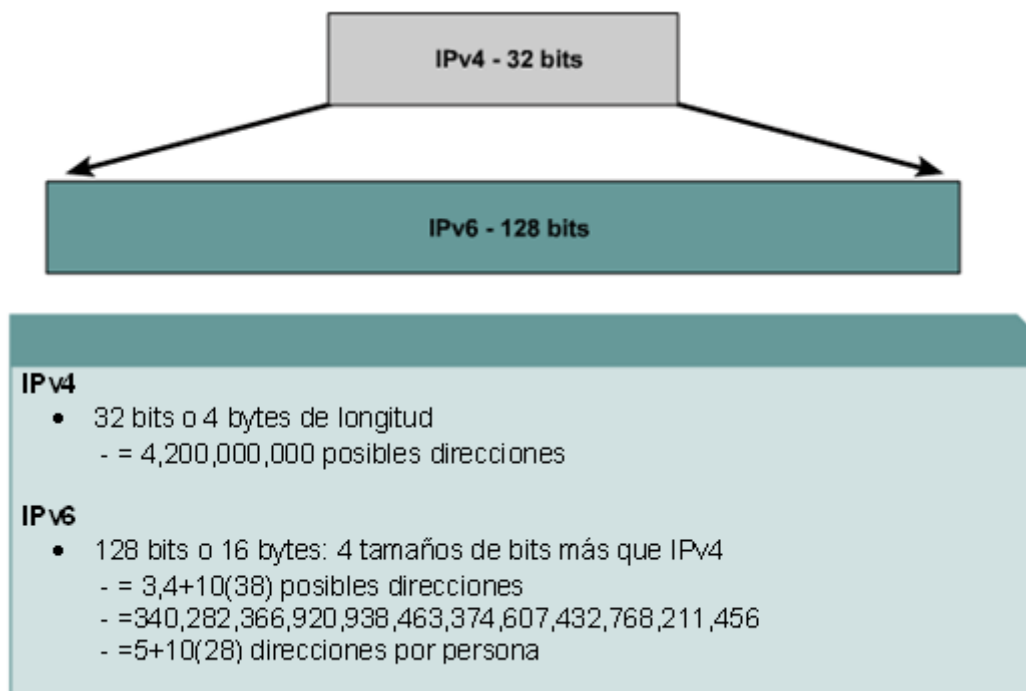 IPv4 - 32 bits
IPv6 - 128 bits
IPv4
• 32 bits o 4 bytes de longitud
- = 4,200,000,000 posibles direcciones
IPv6
• 128 bits o 16 bytes: 4 tamaños de bits más que IPv4
- = 3,4+10(38) posibles direcciones
- =340,282,366,920,938,463,374,607,432,768,211,456
- =5+10(28) direcciones por persona